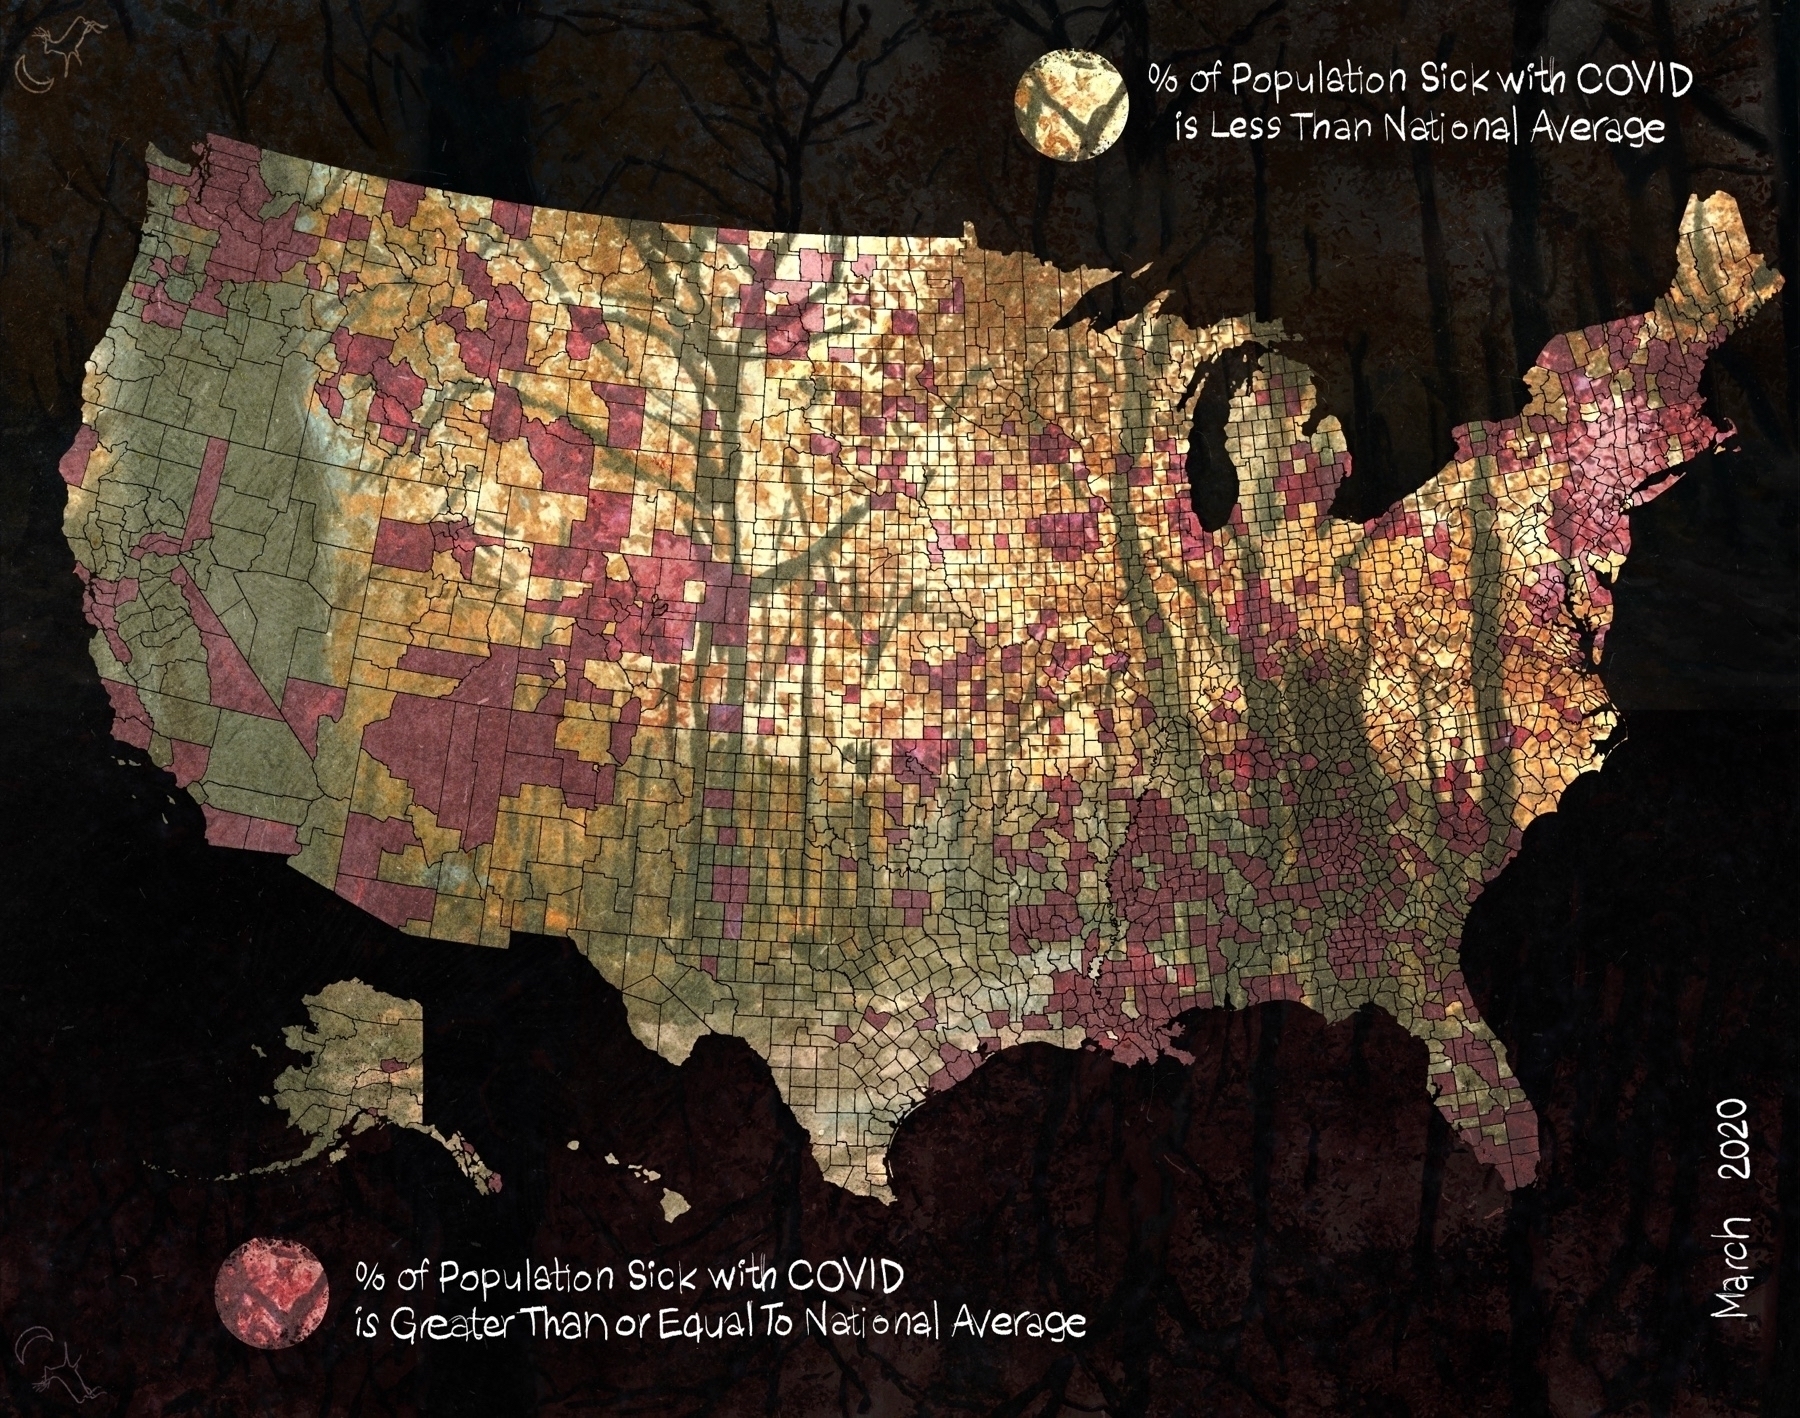 % of Population Sick with COVID
is Less Than National Average
% of Population Sick with COVID
is Greater Than or Equal To National Average
March 2020